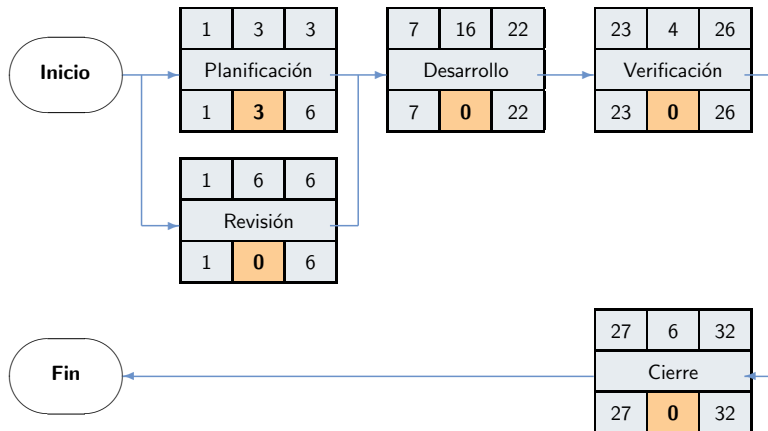 Inicio
1 3 3
Planificación
1 3 6
7 16 22
Desarrollo
7 0 22
23 4 26
Verificación
23 0 26
1 6 6
Revisión
1 0 6
Fin
27 6 32
Cierre
27 0 32